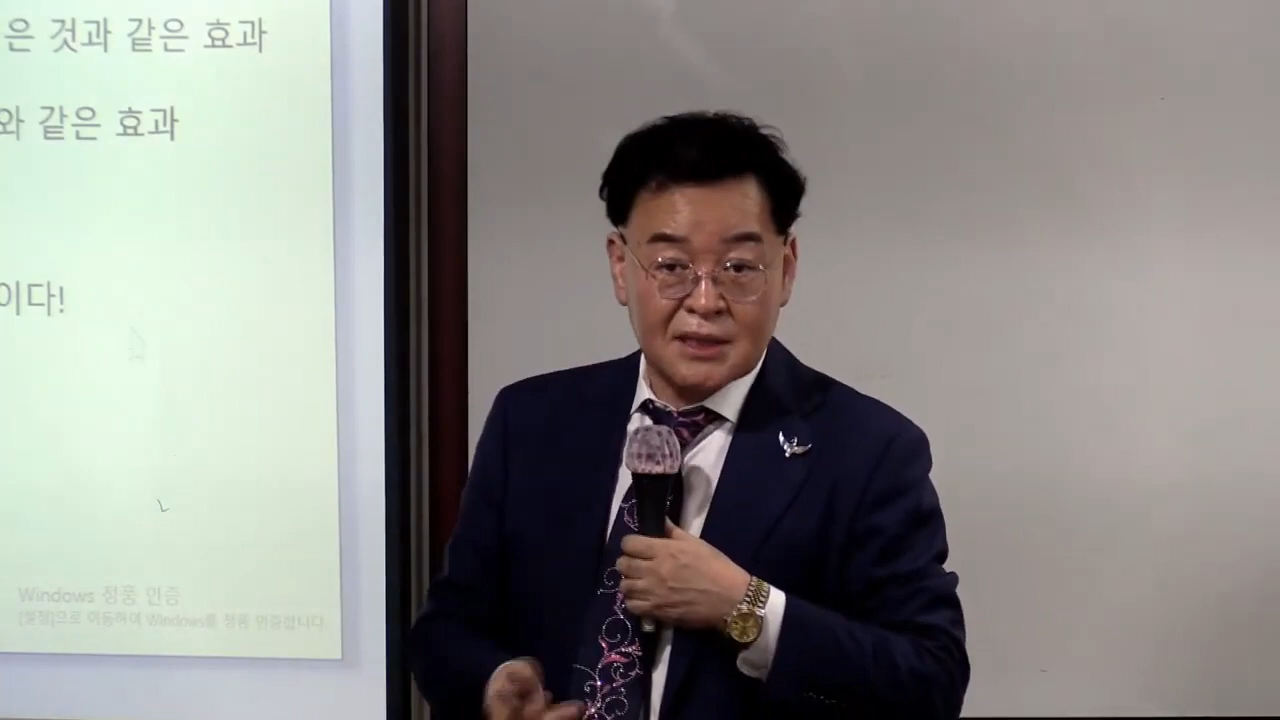 은 것과 같은 효과
와 같은 효과
이다!
Windows 정품 인증
[설정]으로 이동하여 Windows를 정품 인증합니다.